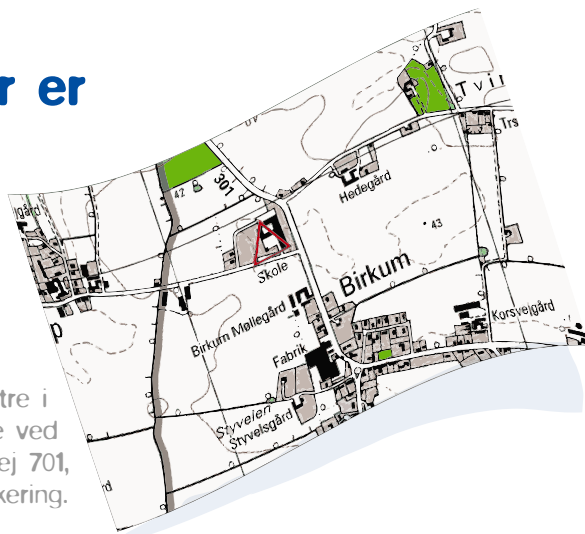 r er
Tvi
Trs
301
42
Hedegård
43
Skole
Birkum
Birkum Møllegård
Korsvejgård
Fabrik
Styveien
Styvelsgård
tre i
e ved
ej 701,
kering.